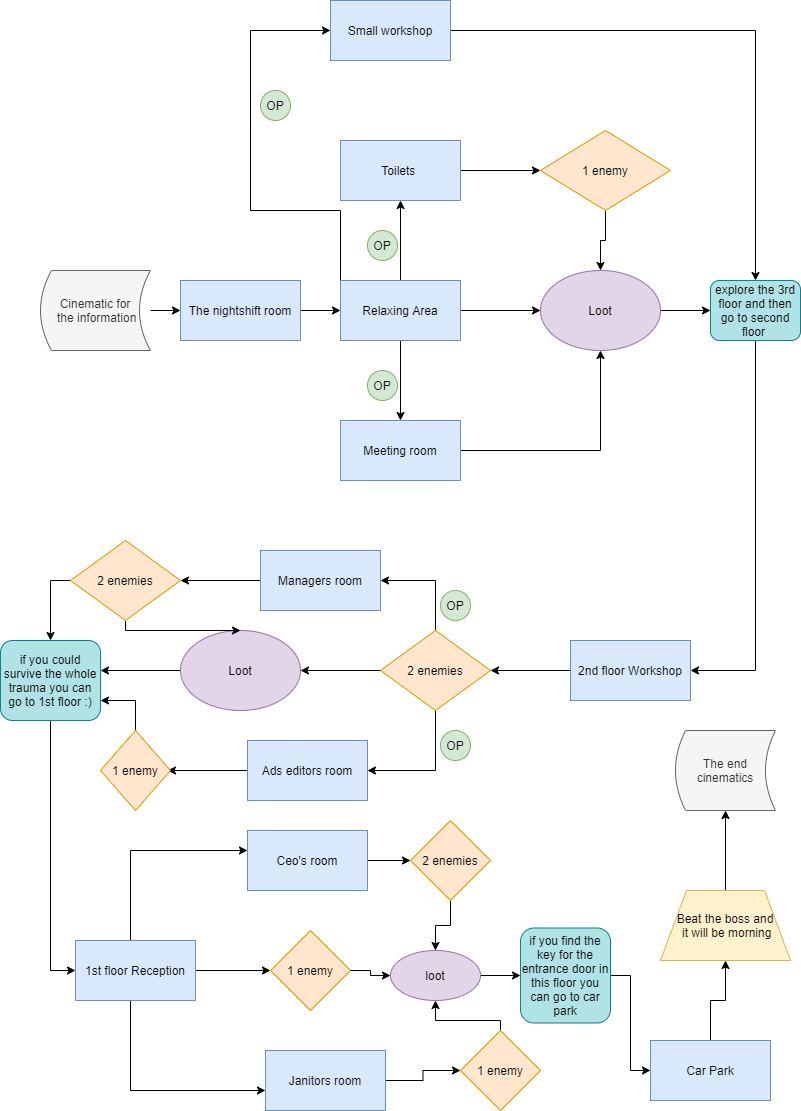 Small workshop
OP
Toilets
1 enemy
OP
Cinematic for
the information
The nightshift room
Relaxing Area
Loot
explore the 3rd
floor and then
go to second
floor
OP
Meeting room
2 enemies
Managers room
OP
if you could
survive the whole
trauma you can
go to 1st floor :)
Loot
2 enemies
2nd floor Workshop
OP
1 enemy
Ads editors room
The end
cinematics
Ceo's room
2 enemies
Beat the boss and
it will be morning
1st floor Reception
1 enemy
loot
if you find the
key for the
entrance door in
this floor you
can go to car
park
Janitors room
1 enemy
Car Park